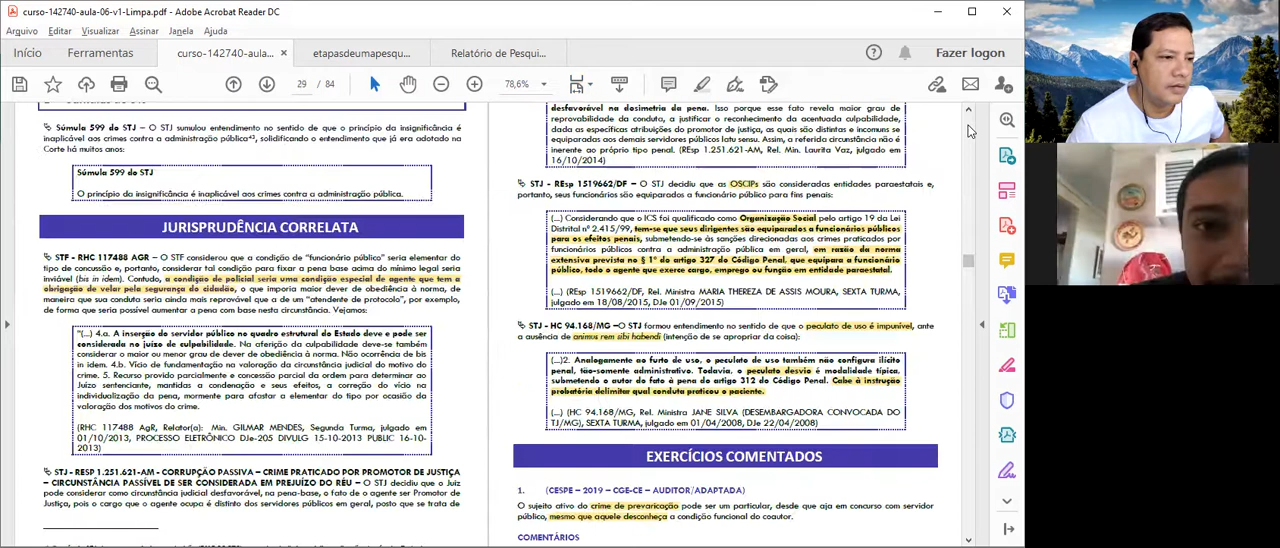 curso-142740-aula-06-v1-Limpa.pdf - Adobe Acrobat Reader DC
Arquivo Editar Visualizar Assinar Janela Ajuda
Início Ferramentas curso-142740-aula... × etapasdeumapesqu... Relatório de Pesqui... Fazer logon
29 / 84 78,6%
Súmula 599 do STJ – O STJ sumulou entendimento no sentido de que o princípio da insignificância é
inaplicável aos crimes contra a administração pública⁴³, solidificando o entendimento que já era adotado na
Corte há muitos anos:
Súmula 599 do STJ
O princípio da insignificância é inaplicável aos crimes contra a administração pública.
JURISPRUDÊNCIA CORRELATA
STF - RHC 117488 AGR – O STF considerou que a condição de "funcionário público" seria elementar do
tipo de concussão e, portanto, considerar tal condição para fixar a pena base acima do mínimo legal seria
inviável (bis in idem). Contudo, a condição de policial seria uma condição especial de agente que tem a
obrigação de velar pela segurança do cidadão, o que importa maior dever de obediência à norma, de
maneira que sua conduta seria ainda mais reprovável que a de um "atendente de protocolo", por exemplo,
de forma que seria possível aumentar a pena com base nesta circunstância. Vejamos:
"(...) 4.a. A inserção do servidor público no quadro estrutural do Estado deve e pode ser
considerada no juízo de culpabilidade. Na aferição da culpabilidade deve-se também
considerar o maior ou menor grau de dever de obediência à norma. Não ocorrência de bis
in idem. 4.b. Vício de fundamentação na valoração da circunstância judicial do motivo do
crime. 5. Recurso provido parcialmente e concessão parcial da ordem para determinar ao
Juízo sentenciante, mantidas a condenação e seus efeitos, a correção do vício na
individualização da pena, mormente para afastar a elementar do tipo por ocasião da
valoração dos motivos do crime.
(RHC 117488 AgR, Relator(a): Min. GILMAR MENDES, Segunda Turma, julgado em
01/10/2013, PROCESSO ELETRÔNICO DJe-205 DIVULG 15-10-2013 PUBLIC 16-10-
2013)
STJ - RESP 1.251.621-AM - CORRUPÇÃO PASSIVA – CRIME PRATICADO POR PROMOTOR DE JUSTIÇA
– CIRCUNSTÂNCIA PASSÍVEL DE SER CONSIDERADA EM PREJUÍZO DO RÉU – O STJ decidiu que o Juiz
pode considerar como circunstância judicial desfavorável, na pena-base, o fato de o agente ser Promotor de
Justiça, pois o cargo que o agente ocupa é distinto dos servidores públicos em geral, posto que se trata de
desfavorável na dosimetria da pena. Isso porque esse fato revela maior grau de
reprovabilidade da conduta, a justificar o reconhecimento da acentuada culpabilidade,
dada as específicas atribuições do promotor de justiça, as quais são distintas e incomuns se
equiparadas aos demais servidores públicos latu sensu. Assim, a referida circunstância não é
inerente ao próprio tipo penal. (REsp 1.251.621-AM, Rel. Min. Laurita Vaz, julgado em
16/10/2014)
STJ - REsp 1519662/DF – O STJ decidiu que as OSCIPs são consideradas entidades paraestatais e,
portanto, seus funcionários são equiparados a funcionário público para fins penais:
(...) Considerando que o ICS foi qualificado como Organização Social pelo artigo 19 da Lei
Distrital n° 2.415/99, tem-se que seus dirigentes são equiparados a funcionários públicos
para os efeitos penais, submetendo-se às sanções direcionadas aos crimes praticados por
funcionários públicos contra a administração pública em geral, em razão da norma
extensiva prevista no § 1° do artigo 327 do Código Penal, que equipara a funcionário
público, todo o agente que exerce cargo, emprego ou função em entidade paraestatal.
(...) (REsp 1519662/DF, Rel. Ministra MARIA THEREZA DE ASSIS MOURA, SEXTA TURMA,
julgado em 18/08/2015, DJe 01/09/2015)
STJ - HC 94.168/MG –O STJ formou entendimento no sentido de que o peculato de uso é impunível, ante
a ausência de animus rem sibi habendi (intenção de se apropriar da coisa):
(...)2. Analogamente ao furto de uso, o peculato de uso também não configura ilícito
penal, tão-somente administrativo. Todavia, o peculato desvio é modalidade típica,
submetendo o autor do fato à pena do artigo 312 do Código Penal. Cabe à instrução
probatória delimitar qual conduta praticou o paciente.
(...) (HC 94.168/MG, Rel. Ministra JANE SILVA (DESEMBARGADORA CONVOCADA DO
TJ/MG), SEXTA TURMA, julgado em 01/04/2008, DJe 22/04/2008)
EXERCÍCIOS COMENTADOS
1. (CESPE – 2019 – CGE-CE – AUDITOR/ADAPTADA)
O sujeito ativo do crime de prevaricação pode ser um particular, desde que aja em concurso com servidor
público, mesmo que aquele desconheça a condição funcional do coautor.
COMENTÁRIOS